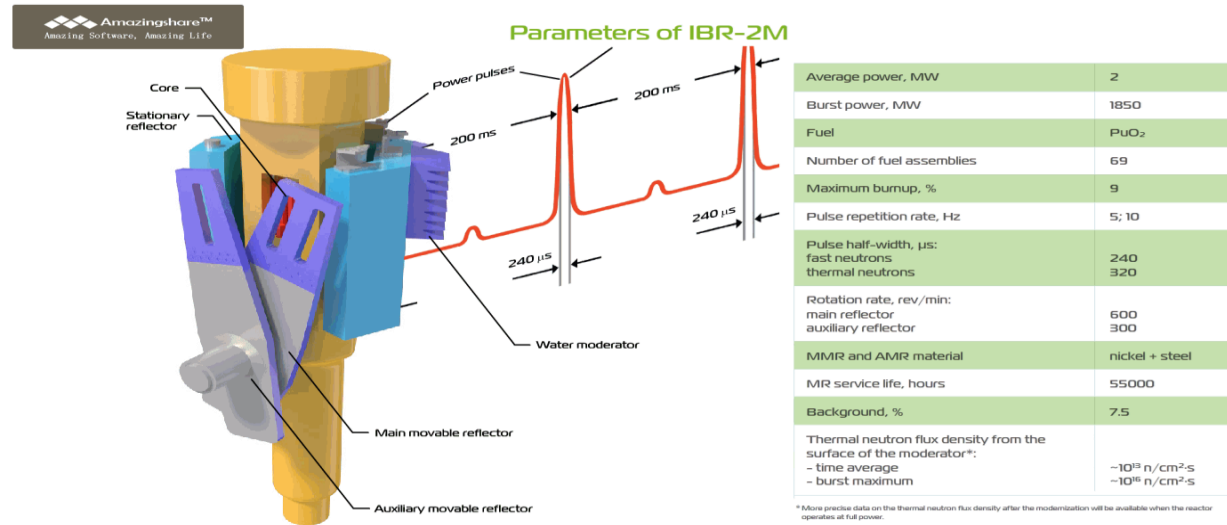 Amazingshare™
Amazing Software, Amazing Life
Parameters of IBR-2M
Core
Stationary
reflector
Power pulses
200 ms
200 ms
240 µs
240 µs
Water moderator
Main movable reflector
Auxiliary movable reflector
Average power, MW 2
Burst power, MW 1850
Fuel PuO₂
Number of fuel assemblies 69
Maximum burnup, % 9
Pulse repetition rate, Hz 5; 10
Pulse half-width, µs:
fast neutrons 240
thermal neutrons 320
Rotation rate, rev/min:
main reflector 600
auxiliary reflector 300
MMR and AMR material nickel + steel
MR service life, hours 55000
Background, % 7.5
Thermal neutron flux density from the
surface of the moderator*:
- time average ~10¹³ n/cm²·s
- burst maximum ~10¹⁶ n/cm²·s
* More precise data on the thermal neutron flux density after the modernization will be available when the reactor
operates at full power.